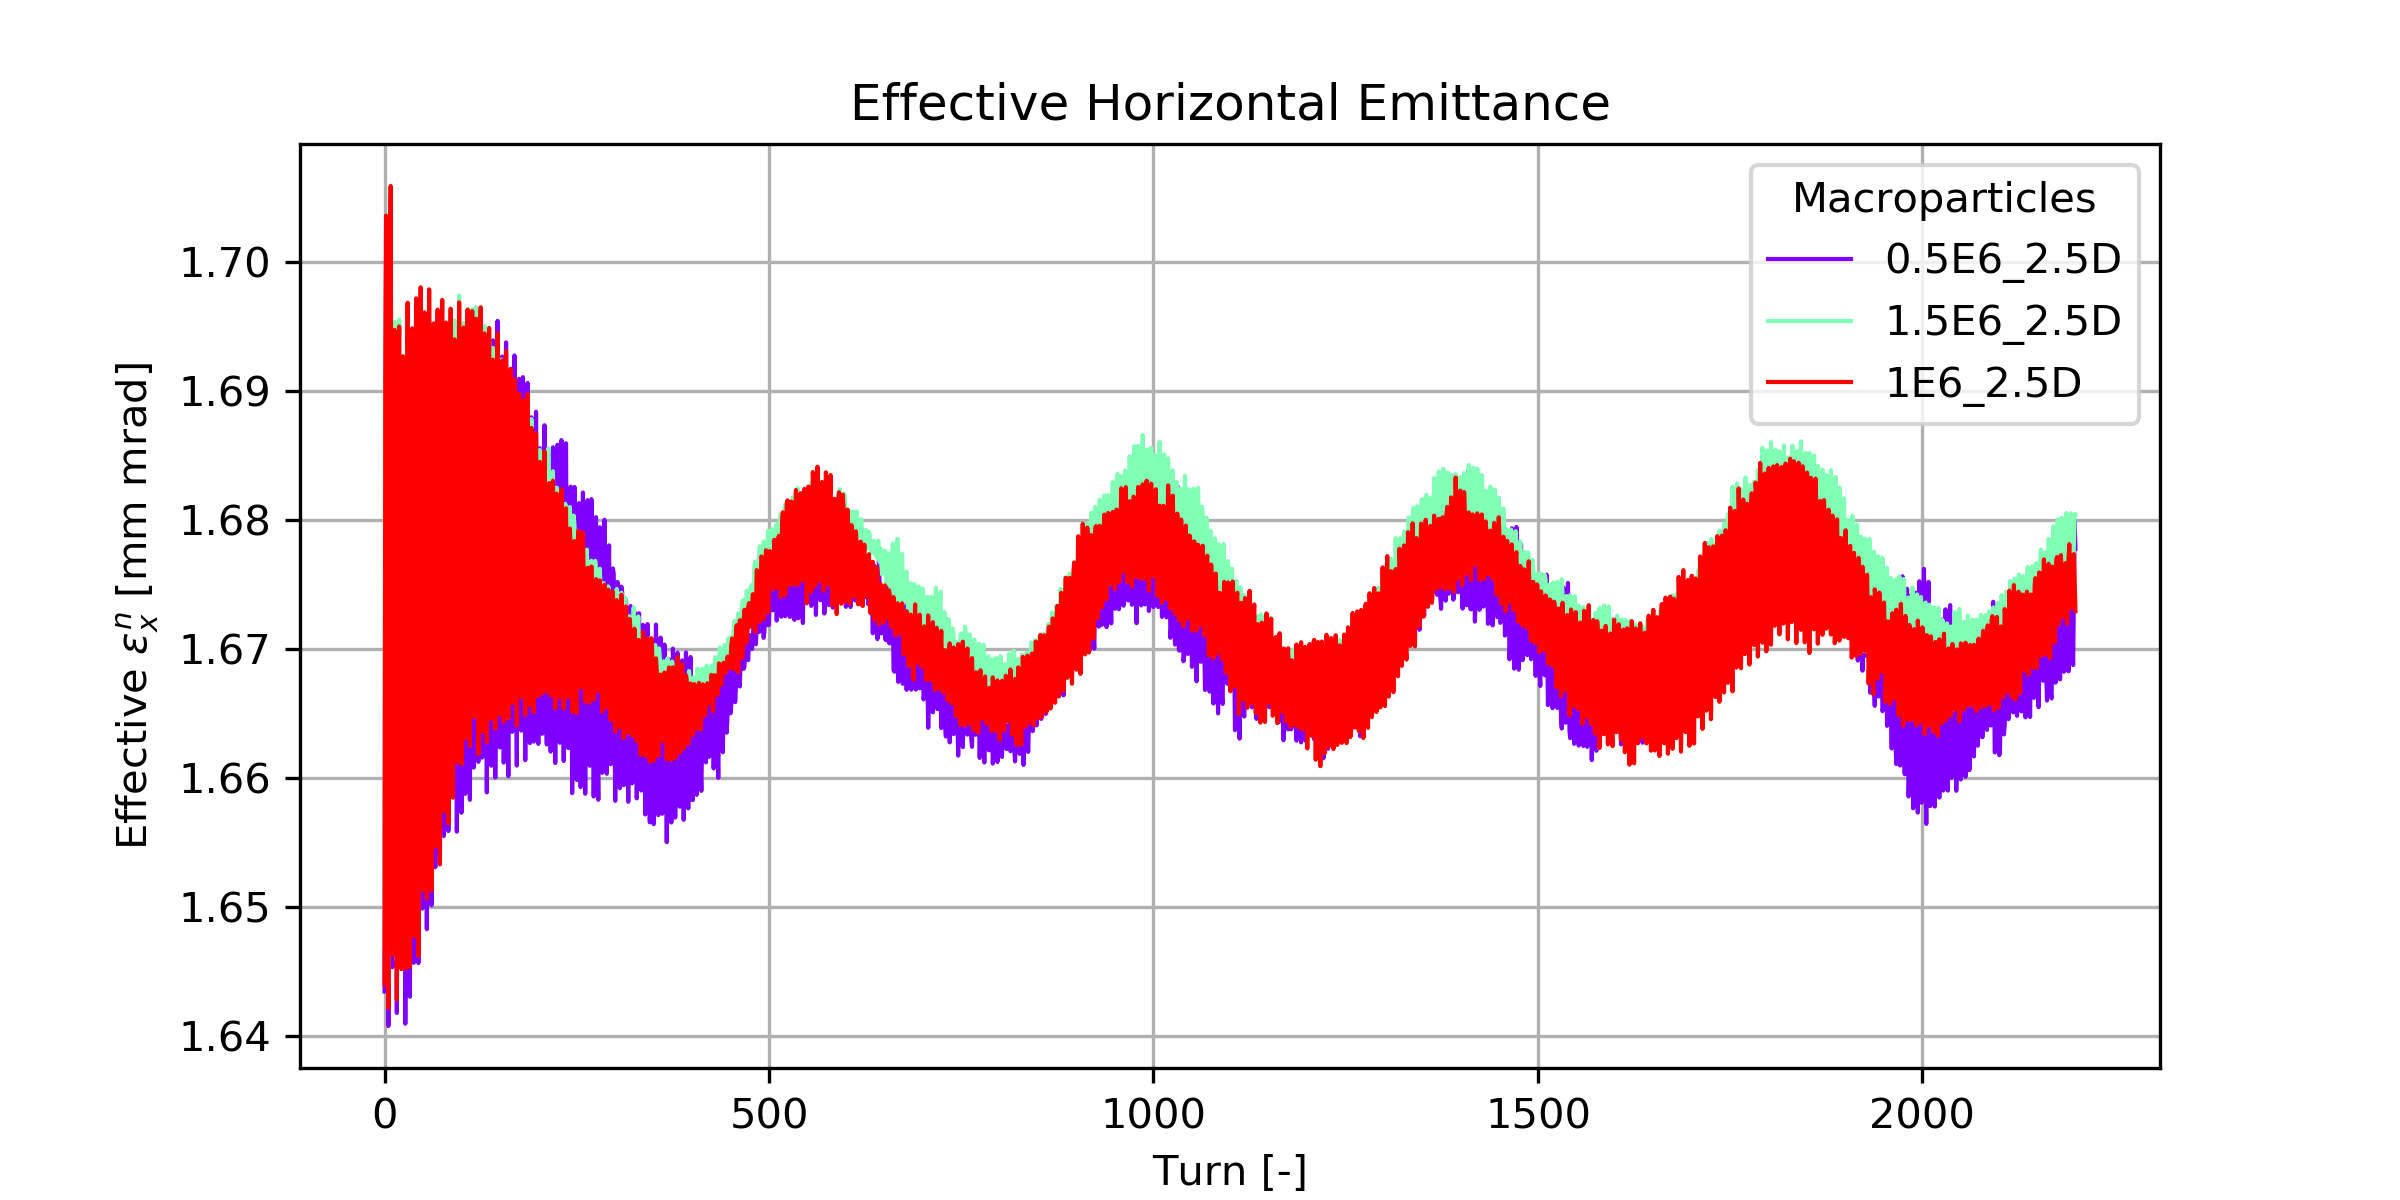 Effective Horizontal Emittance
Macroparticles
0.5E6_2.5D
1.5E6_2.5D
1E6_2.5D
Effective εₓⁿ [mm mrad]
1.70
1.69
1.68
1.67
1.66
1.65
1.64
0 500 1000 1500 2000
Turn [-]